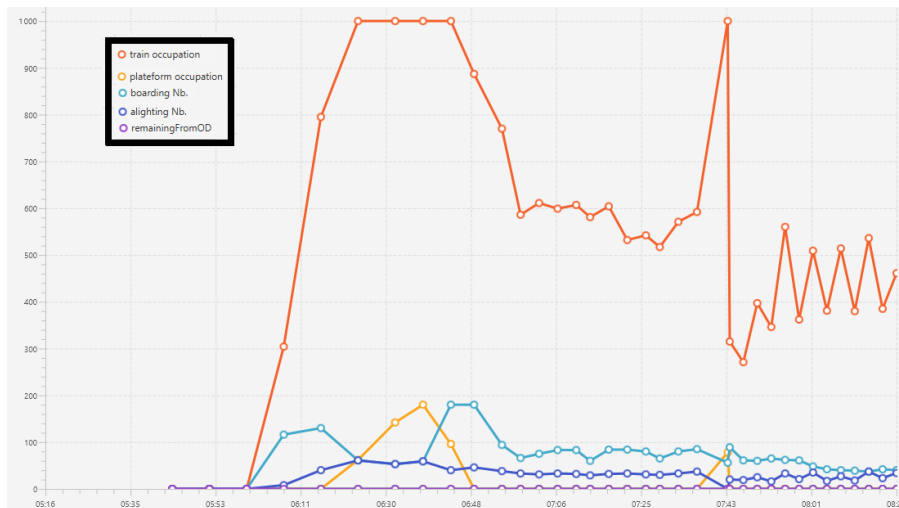 1 000
900
800
700
600
500
400
300
200
100
0
train occupation
plateform occupation
boarding Nb.
alighting Nb.
remainingFromOD
05:16 05:35 05:53 06:11 06:30 06:48 07:06 07:25 07:43 08:01